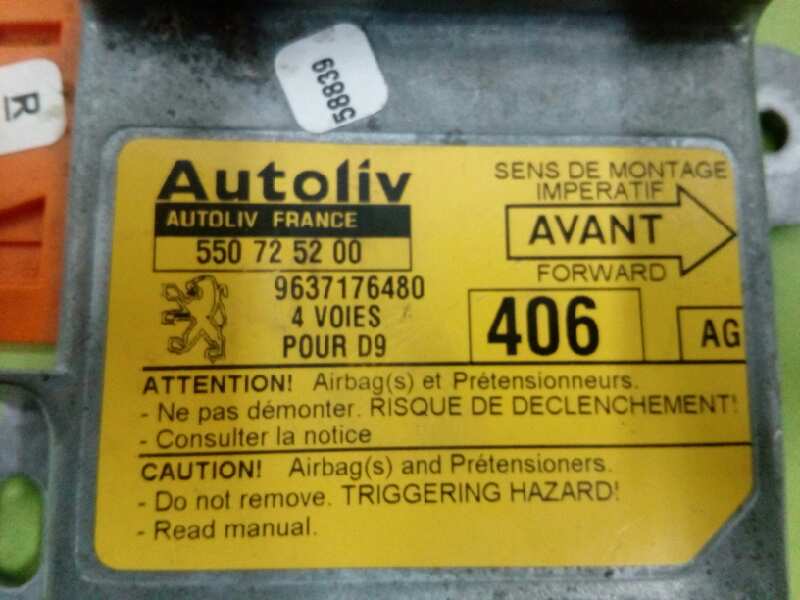 R
58839
Autoliv
AUTOLIV FRANCE
550 72 52 00
9637176480
4 VOIES
POUR D9
SENS DE MONTAGE
IMPERATIF
AVANT
FORWARD
406
AG
ATTENTION! Airbag(s) et Prétensionneurs.
- Ne pas démonter. RISQUE DE DECLENCHEMENT!
- Consulter la notice
CAUTION! Airbag(s) and Prétensioners.
- Do not remove. TRIGGERING HAZARD!
- Read manual.